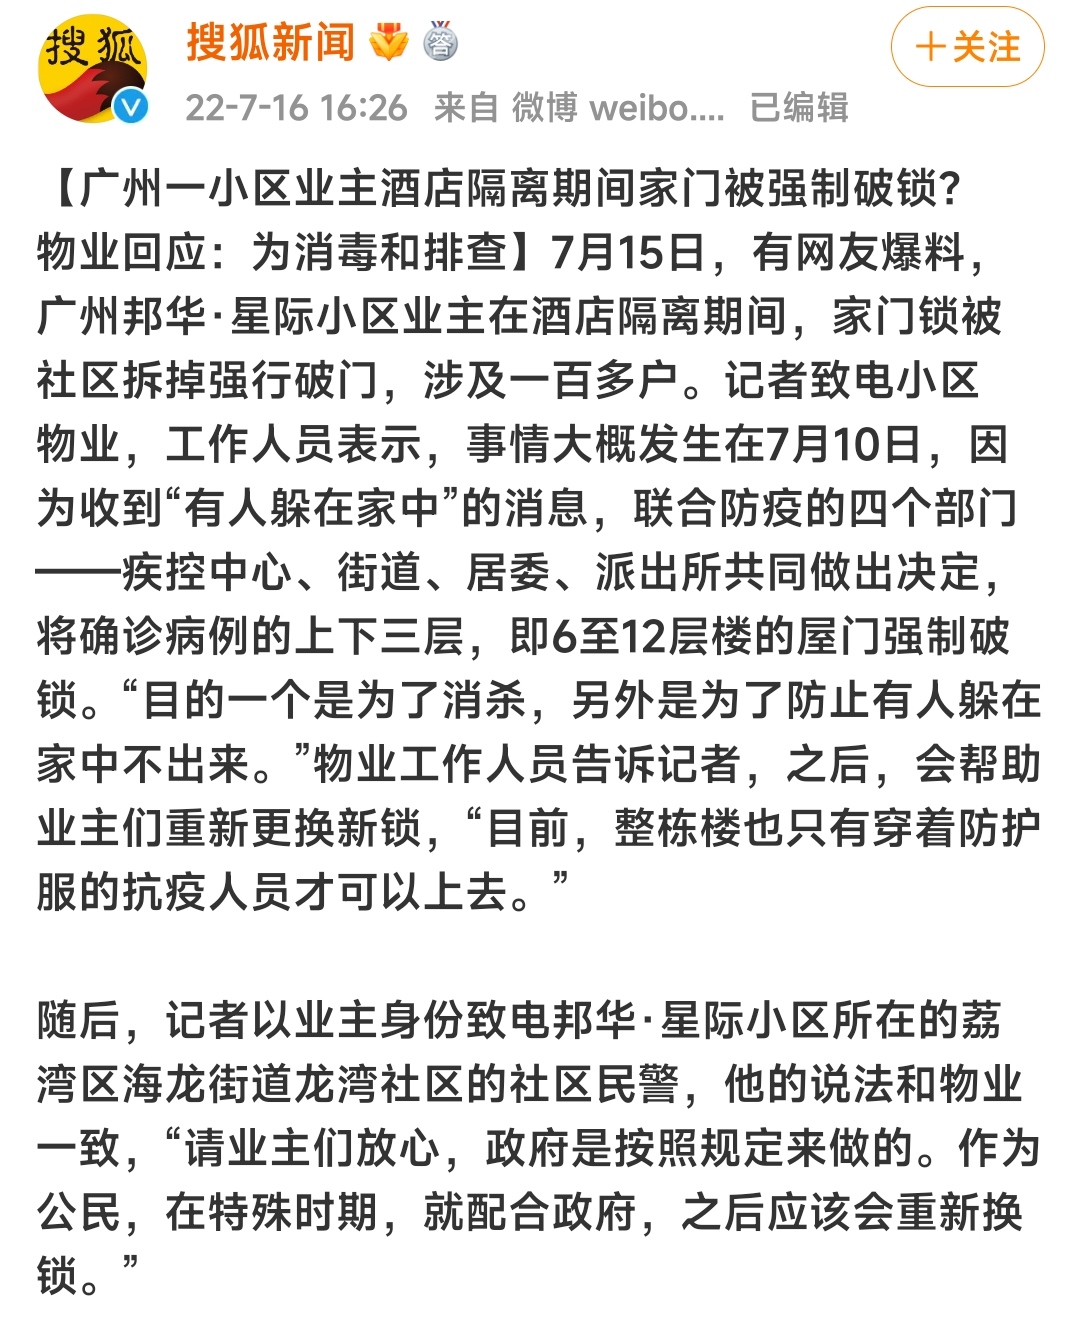 搜狐
搜狐新闻 答
＋关注
22-7-16 16:26 来自 微博 weibo.... 已编辑
【广州一小区业主酒店隔离期间家门被强制破锁？
物业回应：为消毒和排查】7月15日，有网友爆料，
广州邦华·星际小区业主在酒店隔离期间，家门锁被
社区拆掉强行破门，涉及一百多户。记者致电小区
物业，工作人员表示，事情大概发生在7月10日，因
为收到“有人躲在家中”的消息，联合防疫的四个部门
——疾控中心、街道、居委、派出所共同做出决定，
将确诊病例的上下三层，即6至12层楼的屋门强制破
锁。“目的一个是为了消杀，另外是为了防止有人躲在
家中不出来。”物业工作人员告诉记者，之后，会帮助
业主们重新更换新锁，“目前，整栋楼也只有穿着防护
服的抗疫人员才可以上去。”
随后，记者以业主身份致电邦华·星际小区所在的荔
湾区海龙街道龙湾社区的社区民警，他的说法和物业
一致，“请业主们放心，政府是按照规定来做的。作为
公民，在特殊时期，就配合政府，之后应该会重新换
锁。”